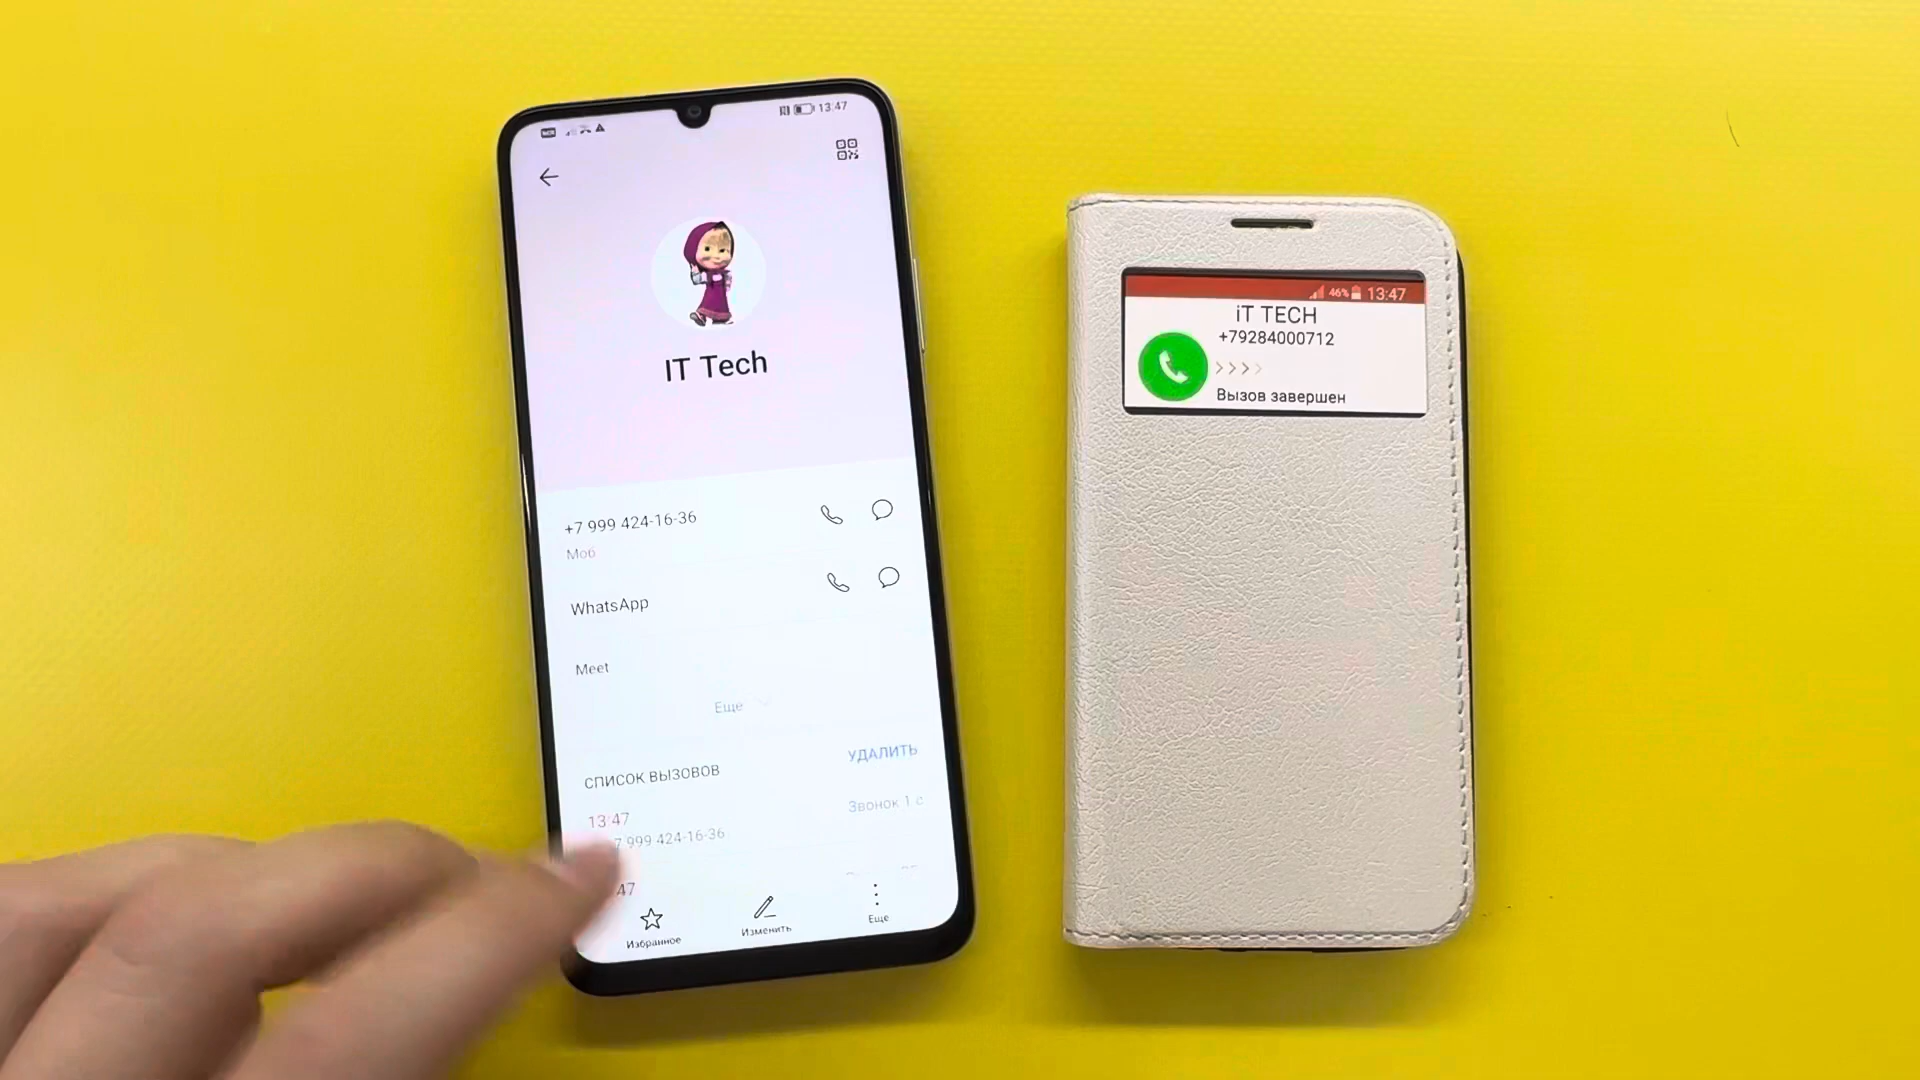 13:47
IT Tech
+7 999 424-16-36
Моб
WhatsApp
Meet
Еще
СПИСОК ВЫЗОВОВ
УДАЛИТЬ
13:47
Звонок 1 с
7 999 424-16-36
47
Избранное
Изменить
Еще
46% 13:47
iT TECH
+79284000712
Вызов завершен